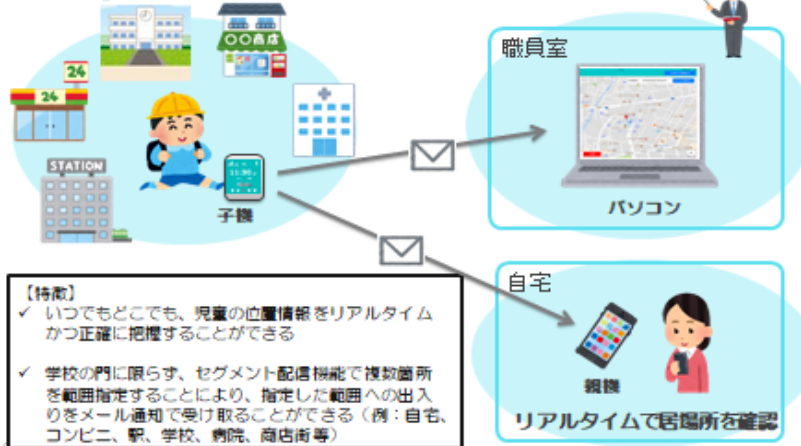 〇〇商店
24
24
STATION
子機
職員室
パソコン
自宅
親機
リアルタイムで居場所を確認
【特徴】
✓ いつでもどこでも、児童の位置情報をリアルタイム
かつ正確に把握することができる
✓ 学校の門に限らず、セグメント配信機能で複数箇所
を範囲指定することにより、指定した範囲への出入
りをメール通知で受け取ることができる（例：自宅、
コンビニ、駅、学校、病院、商店街等）